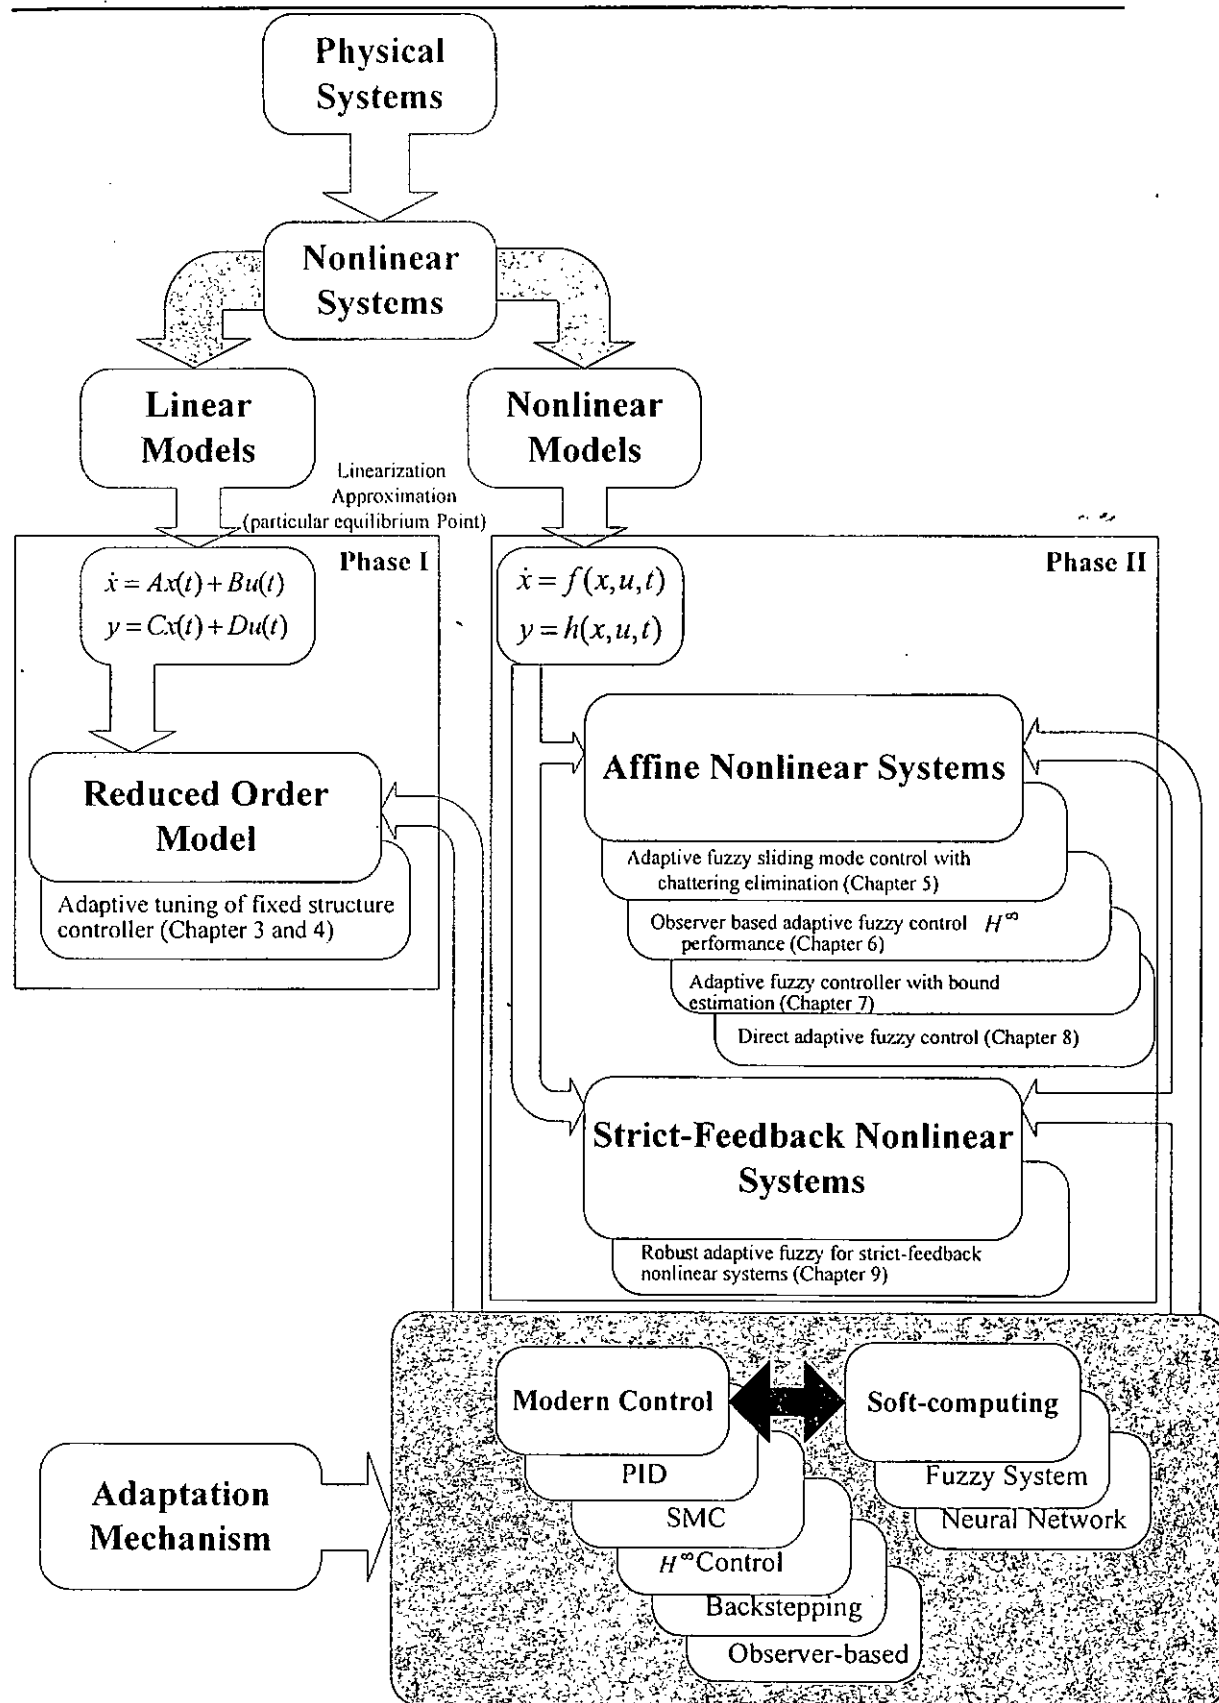 Physical
Systems
Nonlinear
Systems
Linear
Models
Nonlinear
Models
Linearization
Approximation
(particular equilibrium Point)
Phase I
ẋ = Ax(t) + Bu(t)
y = Cx(t) + Du(t)
Reduced Order
Model
Adaptive tuning of fixed structure
controller (Chapter 3 and 4)
Phase II
ẋ = f(x,u,t)
y = h(x,u,t)
Affine Nonlinear Systems
Adaptive fuzzy sliding mode control with
chattering elimination (Chapter 5)
Observer based adaptive fuzzy control H∞
performance (Chapter 6)
Adaptive fuzzy controller with bound
estimation (Chapter 7)
Direct adaptive fuzzy control (Chapter 8)
Strict-Feedback Nonlinear
Systems
Robust adaptive fuzzy for strict-feedback
nonlinear systems (Chapter 9)
Adaptation
Mechanism
Modern Control
PID
SMC
H∞ Control
Backstepping
Observer-based
Soft-computing
Fuzzy System
Neural Network